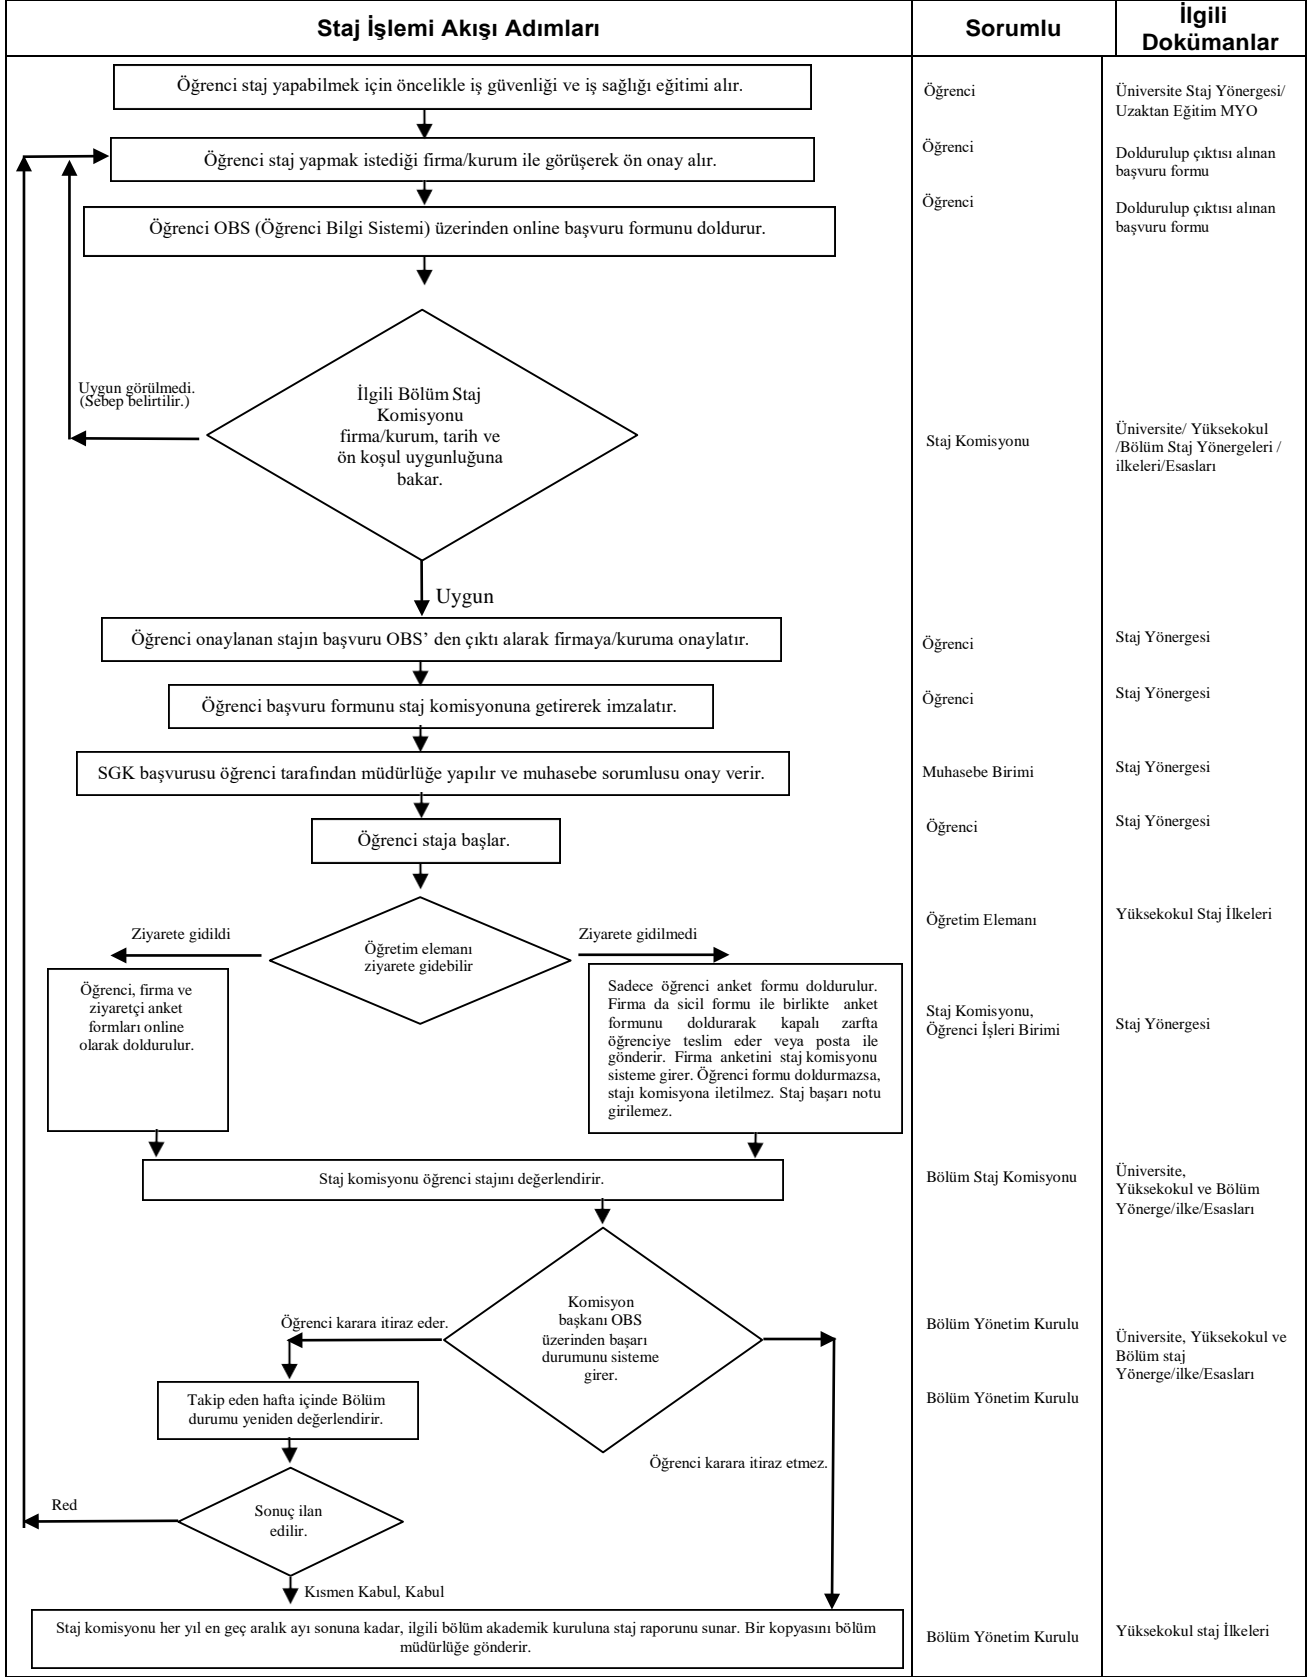 Staj İşlemi Akışı Adımları
Sorumlu
İlgili
Dokümanlar
Öğrenci staj yapabilmek için öncelikle iş güvenliği ve iş sağlığı eğitimi alır.
Öğrenci
Üniversite Staj Yönergesi/
Uzaktan Eğitim MYO
Öğrenci staj yapmak istediği firma/kurum ile görüşerek ön onay alır.
Öğrenci
Doldurulup çıktısı alınan
başvuru formu
Öğrenci OBS (Öğrenci Bilgi Sistemi) üzerinden online başvuru formunu doldurur.
Öğrenci
Doldurulup çıktısı alınan
başvuru formu
Uygun görülmedi.
(Sebep belirtilir.)
İlgili Bölüm Staj
Komisyonu
firma/kurum, tarih ve
ön koşul uygunluğuna
bakar.
Staj Komisyonu
Üniversite/ Yüksekokul
/Bölüm Staj Yönergeleri /
ilkeleri/Esasları
Uygun
Öğrenci onaylanan stajın başvuru OBS’ den çıktı alarak firmaya/kuruma onaylatır.
Öğrenci
Staj Yönergesi
Öğrenci başvuru formunu staj komisyonuna getirerek imzalatır.
Öğrenci
Staj Yönergesi
SGK başvurusu öğrenci tarafından müdürlüğe yapılır ve muhasebe sorumlusu onay verir.
Muhasebe Birimi
Staj Yönergesi
Öğrenci staja başlar.
Öğrenci
Staj Yönergesi
Ziyarete gidildi
Öğretim elemanı
ziyarete gidebilir
Ziyarete gidilmedi
Öğretim Elemanı
Yüksekokul Staj İlkeleri
Öğrenci, firma ve
ziyaretçi anket
formları online
olarak doldurulur.
Sadece öğrenci anket formu doldurulur.
Firma da sicil formu ile birlikte anket
formunu doldurarak kapalı zarfta
öğrenciye teslim eder veya posta ile
gönderir. Firma anketini staj komisyonu
sisteme girer. Öğrenci formu doldurmazsa,
stajı komisyona iletilmez. Staj başarı notu
girilemez.
Staj Komisyonu,
Öğrenci İşleri Birimi
Staj Yönergesi
Staj komisyonu öğrenci stajını değerlendirir.
Bölüm Staj Komisyonu
Üniversite,
Yüksekokul ve Bölüm
Yönerge/ilke/Esasları
Öğrenci karara itiraz eder.
Komisyon
başkanı OBS
üzerinden başarı
durumunu sisteme
girer.
Bölüm Yönetim Kurulu
Üniversite, Yüksekokul ve
Bölüm staj
Yönerge/ilke/Esasları
Takip eden hafta içinde Bölüm
durumu yeniden değerlendirir.
Bölüm Yönetim Kurulu
Öğrenci karara itiraz etmez.
Red
Sonuç ilan
edilir.
Kısmen Kabul, Kabul
Staj komisyonu her yıl en geç aralık ayı sonuna kadar, ilgili bölüm akademik kuruluna staj raporunu sunar. Bir kopyasını bölüm
müdürlüğe gönderir.
Bölüm Yönetim Kurulu
Yüksekokul staj İlkeleri